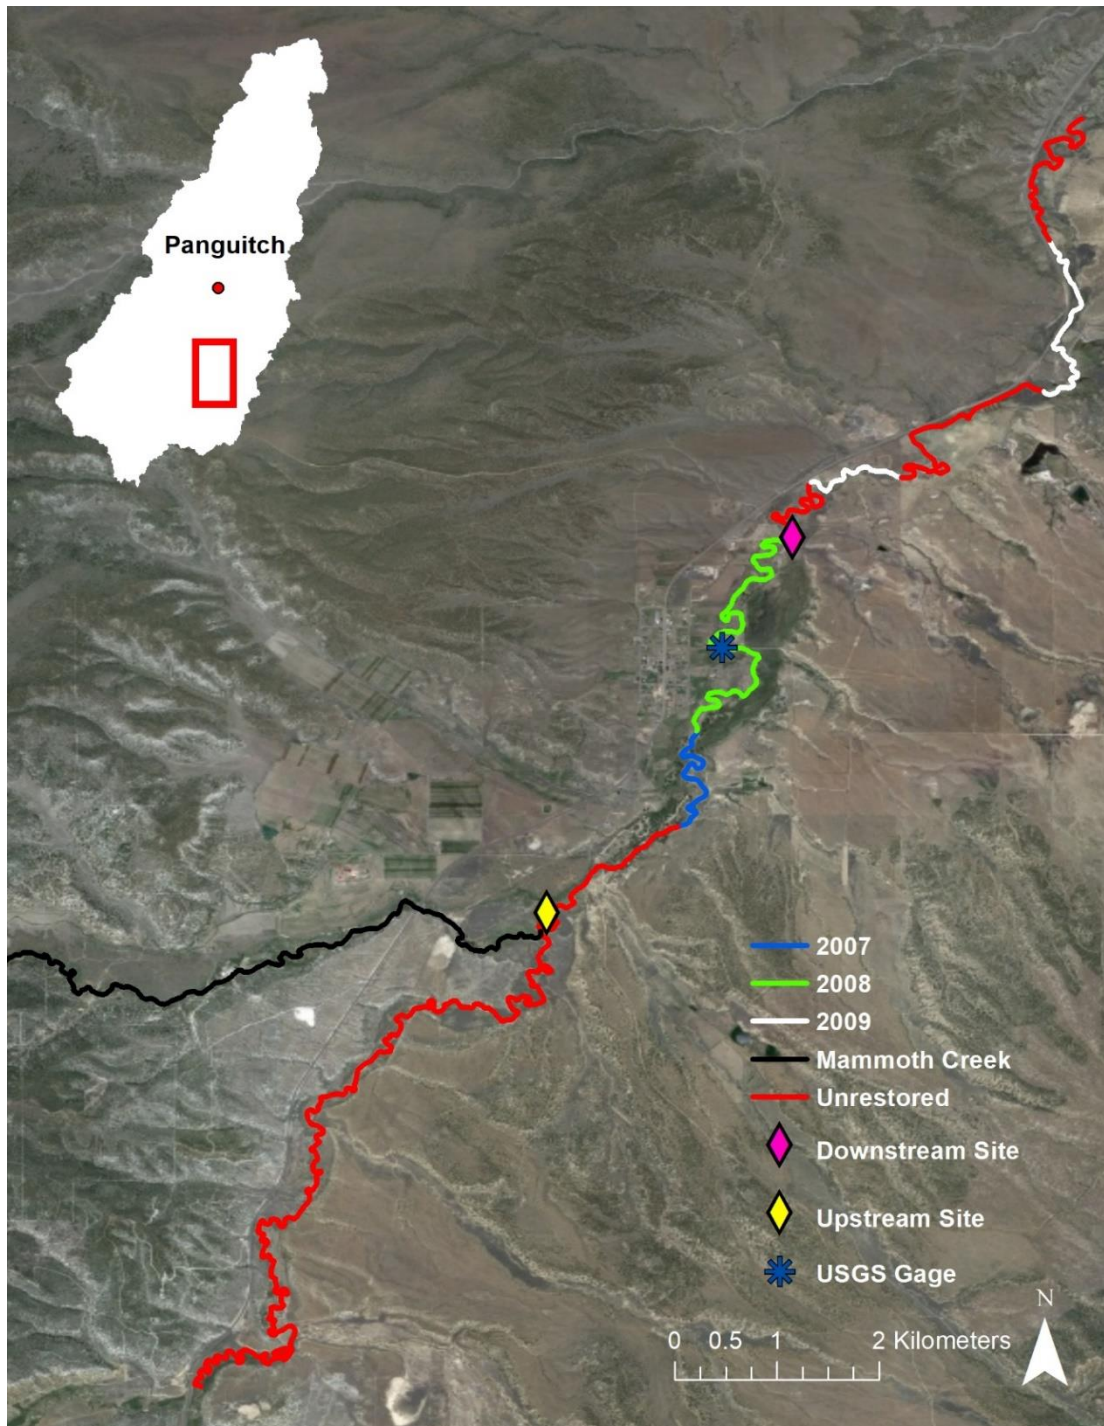 Panguitch
2007
2008
2009
Mammoth Creek
Unrestored
Downstream Site
Upstream Site
USGS Gage
N
0 0.5 1 2 Kilometers